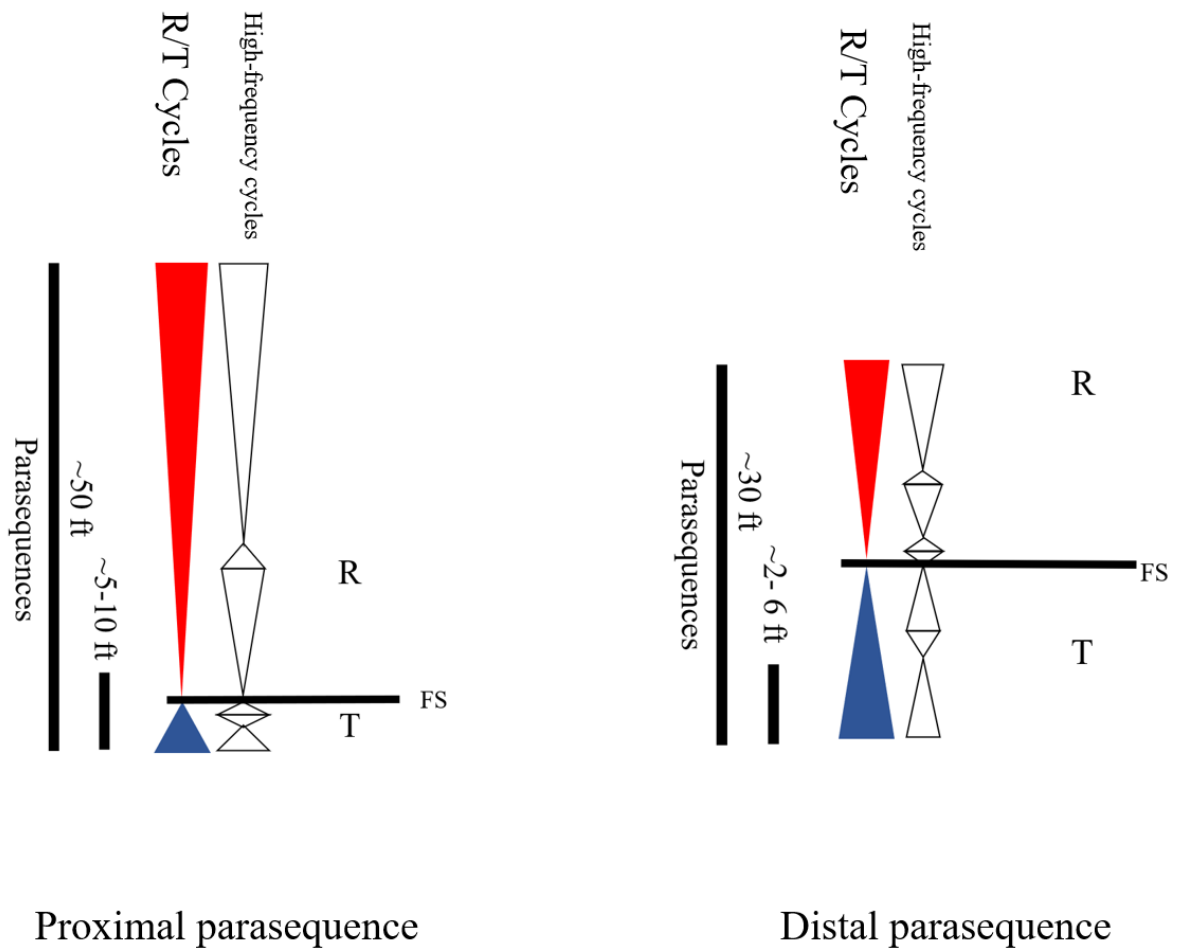 R/T Cycles
High-frequency cycles
Parasequences
~50 ft
~5-10 ft
R
FS
T
Proximal parasequence
R/T Cycles
High-frequency cycles
Parasequences
~30 ft
~2- 6 ft
R
FS
T
Distal parasequence